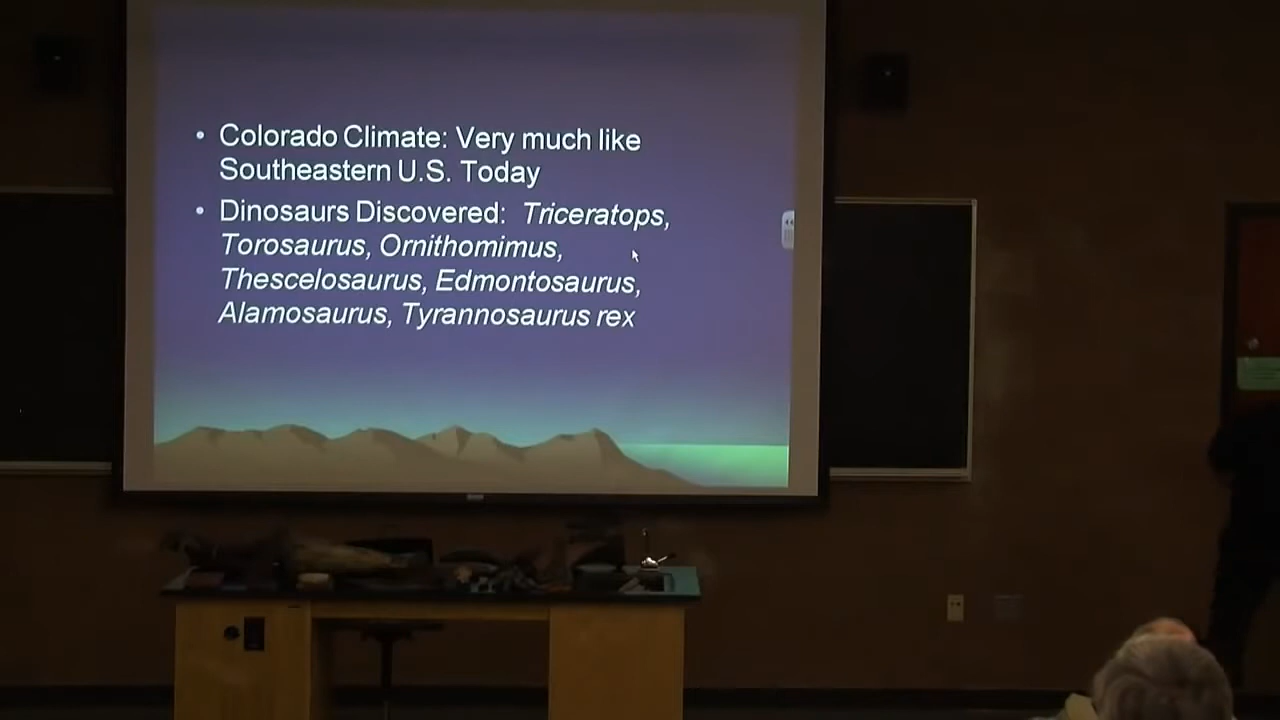 • Colorado Climate: Very much like
Southeastern U.S. Today
• Dinosaurs Discovered: Triceratops,
Torosaurus, Ornithomimus,
Thescelosaurus, Edmontosaurus,
Alamosaurus, Tyrannosaurus rex